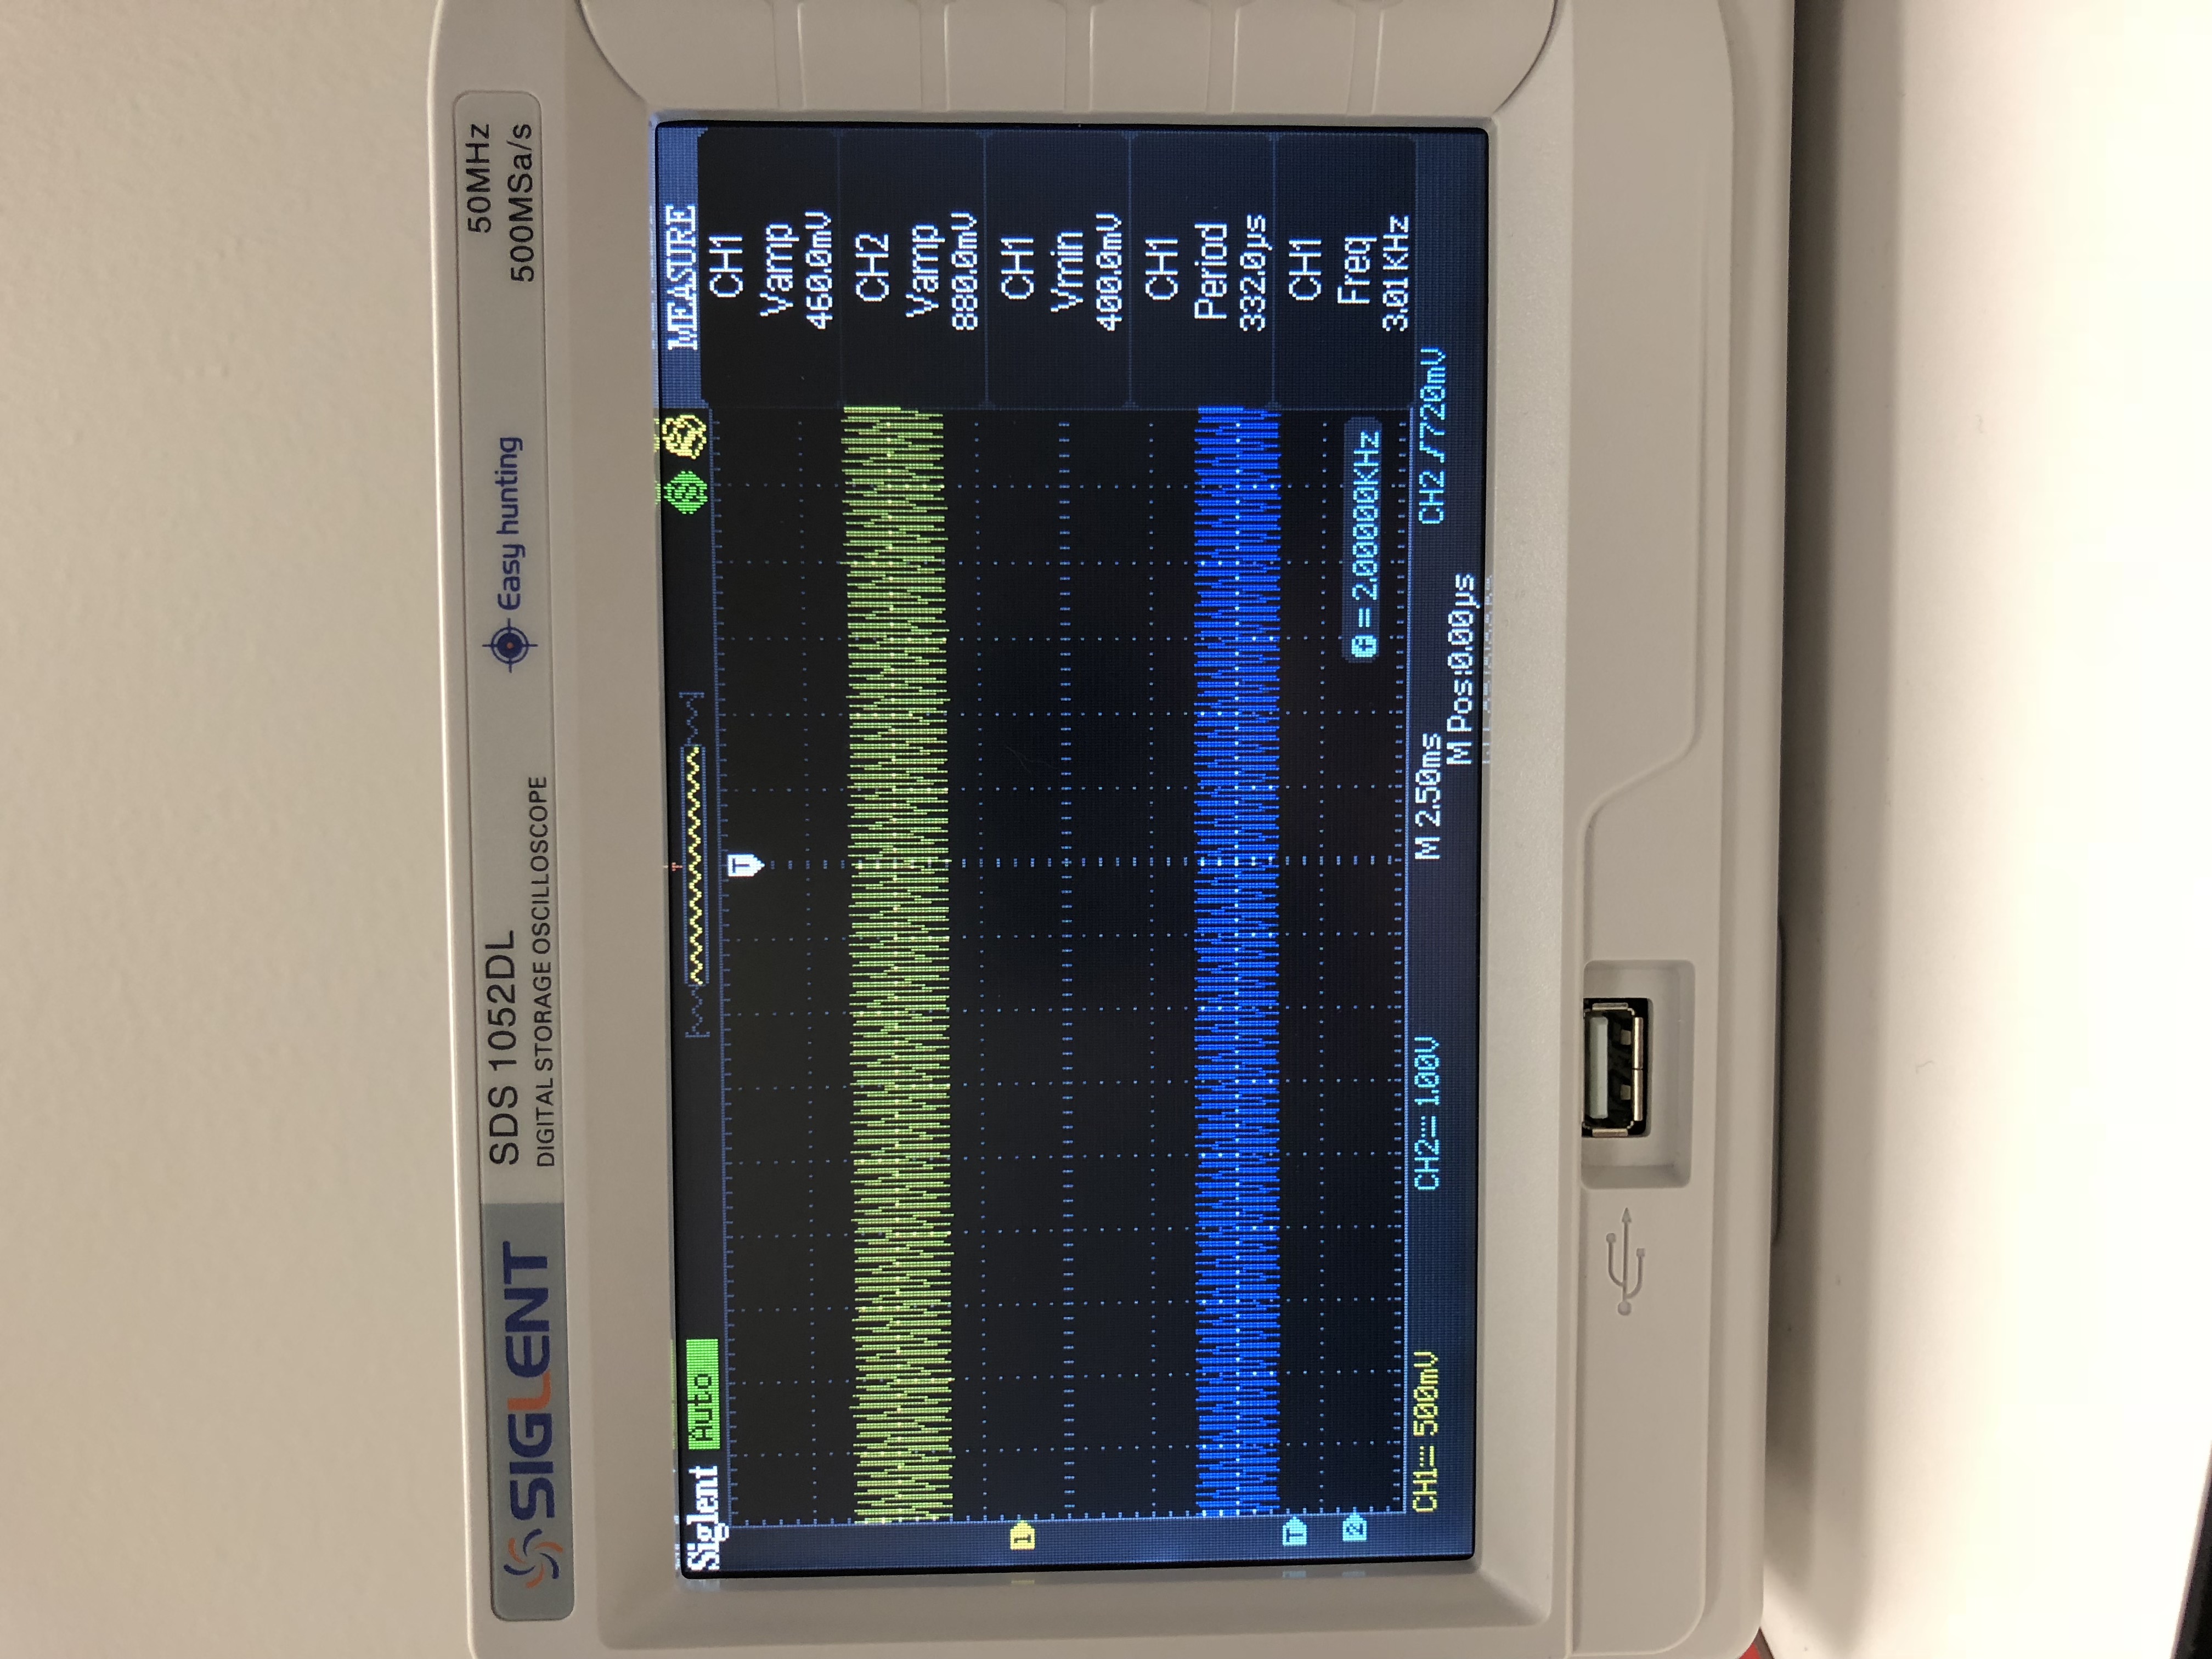 SIGLENT
SDS 1052DL
DIGITAL STORAGE OSCILLOSCOPE
Easy hunting
50MHz
500MSa/s
Siglent Auto
T
S
MEASURE
T
CH1
Vamp
460.0mV
CH2
Vamp
880.0mV
1
CH1
Vmin
400.0mV
CH1
Period
332.0µs
T
CH1
Freq
3.01 KHz
2
f = 2.00000KHz
CH1 500mV
CH2 1.00V
M 2.50ms
CH2 720mV
M Pos:0.00µs